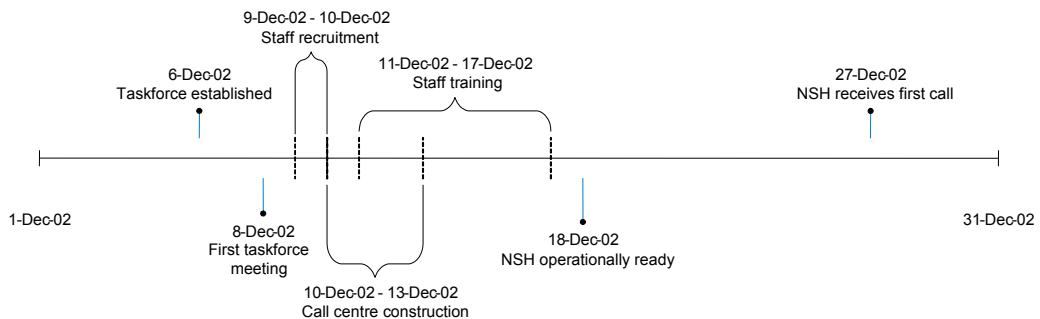 9-Dec-02 - 10-Dec-02
Staff recruitment
11-Dec-02 - 17-Dec-02
Staff training
6-Dec-02
Taskforce established
27-Dec-02
NSH receives first call
1-Dec-02
31-Dec-02
8-Dec-02
First taskforce
meeting
18-Dec-02
NSH operationally ready
10-Dec-02 - 13-Dec-02
Call centre construction